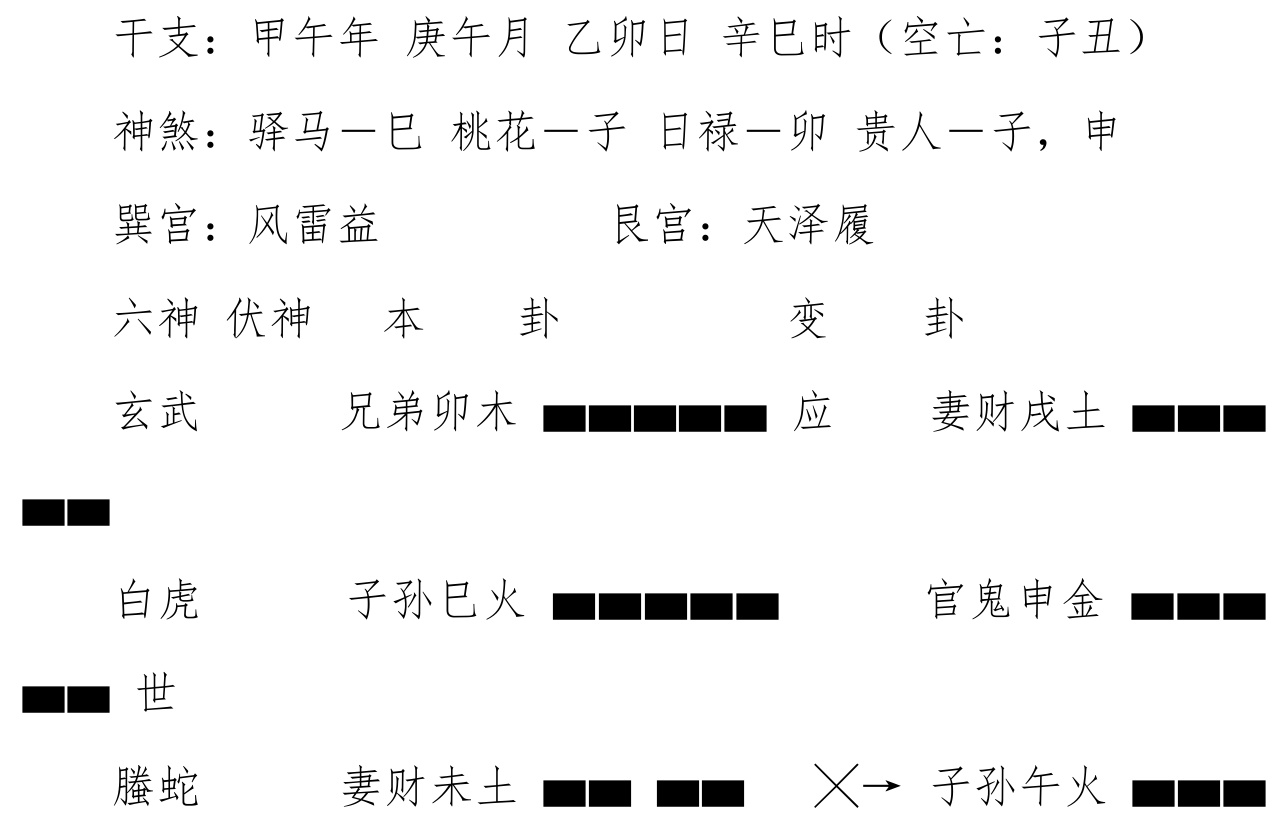 干支：甲午年 庚午月 乙卯日 辛巳时（空亡：子丑）
神煞：驿马－巳 桃花－子 日禄－卯 贵人－子，申
巽宫：风雷益 艮宫：天泽履
六神 伏神 本 卦 变 卦
玄武 兄弟卯木 ▅▅▅▅▅ 应 妻财戌土 ▅▅▅
▅▅
白虎 子孙巳火 ▅▅▅▅▅ 官鬼申金 ▅▅▅
▅▅ 世
螣蛇 妻财未土 ▅▅ ▅▅ ╳→ 子孙午火 ▅▅▅